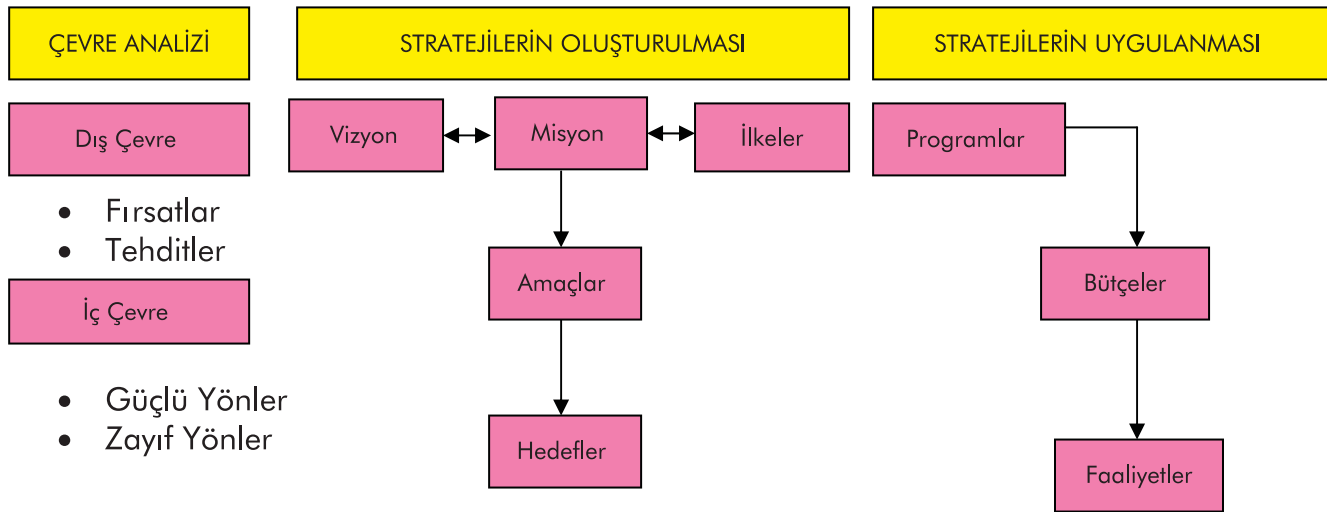 ÇEVRE ANALİZİ
STRATEJİLERİN OLUŞTURULMASI
STRATEJİLERİN UYGULANMASI
Dış Çevre
• Fırsatlar
• Tehditler
İç Çevre
• Güçlü Yönler
• Zayıf Yönler
Vizyon
Misyon
İlkeler
Amaçlar
Hedefler
Programlar
Bütçeler
Faaliyetler